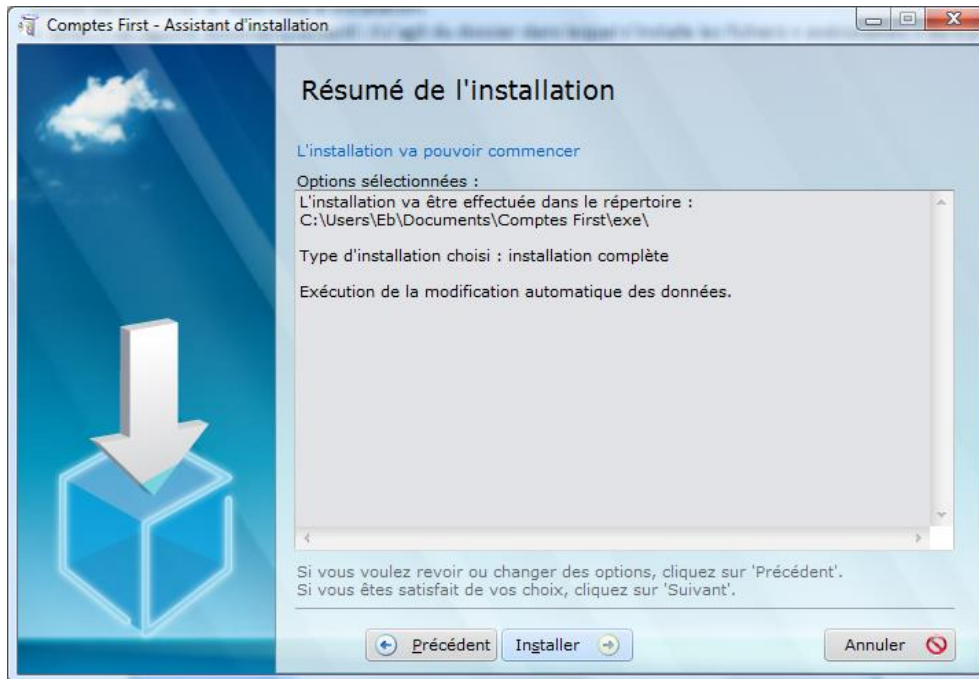 Comptes First - Assistant d'installation
Résumé de l'installation
L'installation va pouvoir commencer
Options sélectionnées :
L'installation va être effectuée dans le répertoire :
C:\Users\Eb\Documents\Comptes First\exe\
Type d'installation choisi : installation complète
Exécution de la modification automatique des données.
Si vous voulez revoir ou changer des options, cliquez sur 'Précédent'.
Si vous êtes satisfait de vos choix, cliquez sur 'Suivant'.
Précédent Installer Annuler